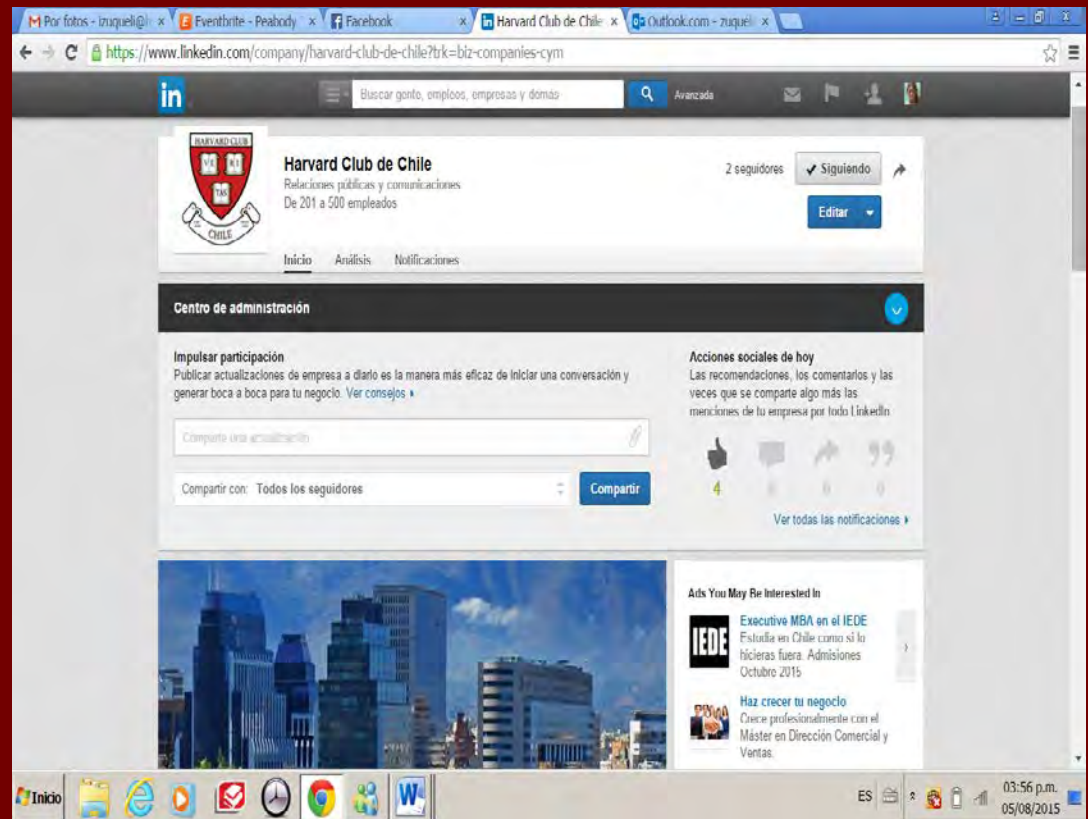 Por fotos - izuqueli@
Eventbrite - Peabody
Facebook
Harvard Club de Chile
Outlook.com - zuqueli
https://www.linkedin.com/company/harvard-club-de-chile?trk=biz-companies-cym
in
Buscar gente, empleos, empresas y demás
Avanzada
HARVARD CLUB
VE RI
TAS
CHILE
Harvard Club de Chile
Relaciones públicas y comunicaciones
De 201 a 500 empleados
2 seguidores
Siguiendo
Editar
Inicio Análisis Notificaciones
Centro de administración
Impulsar participación
Publicar actualizaciones de empresa a diario es la manera más eficaz de iniciar una conversación y
generar boca a boca para tu negocio. Ver consejos
Comparte una actualización
Compartir con: Todos los seguidores
Compartir
Acciones sociales de hoy
Las recomendaciones, los comentarios y las
veces que se comparte algo más las
menciones de tu empresa por todo LinkedIn
4 0 0 0
Ver todas las notificaciones
Ads You May Be Interested In
IEDE
Executive MBA en el IEDE
Estudia en Chile como si lo
hicieras fuera. Admisiones
Octubre 2015
Haz crecer tu negocio
Crece profesionalmente con el
Máster en Dirección Comercial y
Ventas.
Inicio
ES
03:56 p.m.
05/08/2015